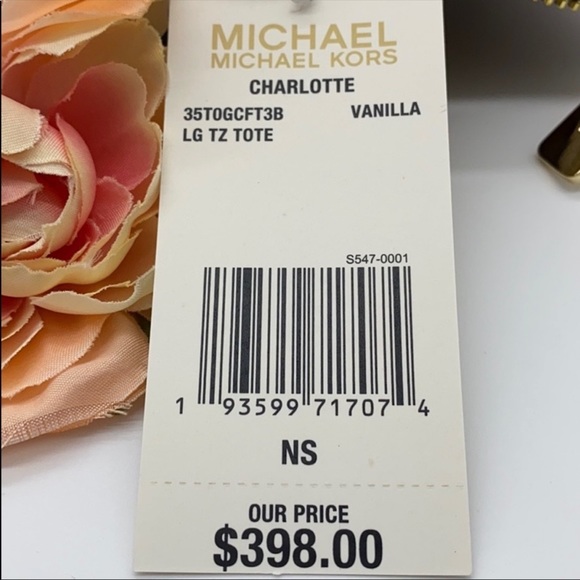 MICHAEL
MICHAEL KORS
CHARLOTTE
35T0GCFT3B VANILLA
LG TZ TOTE
S547-0001
1 93599 71707 4
NS
OUR PRICE
$398.00